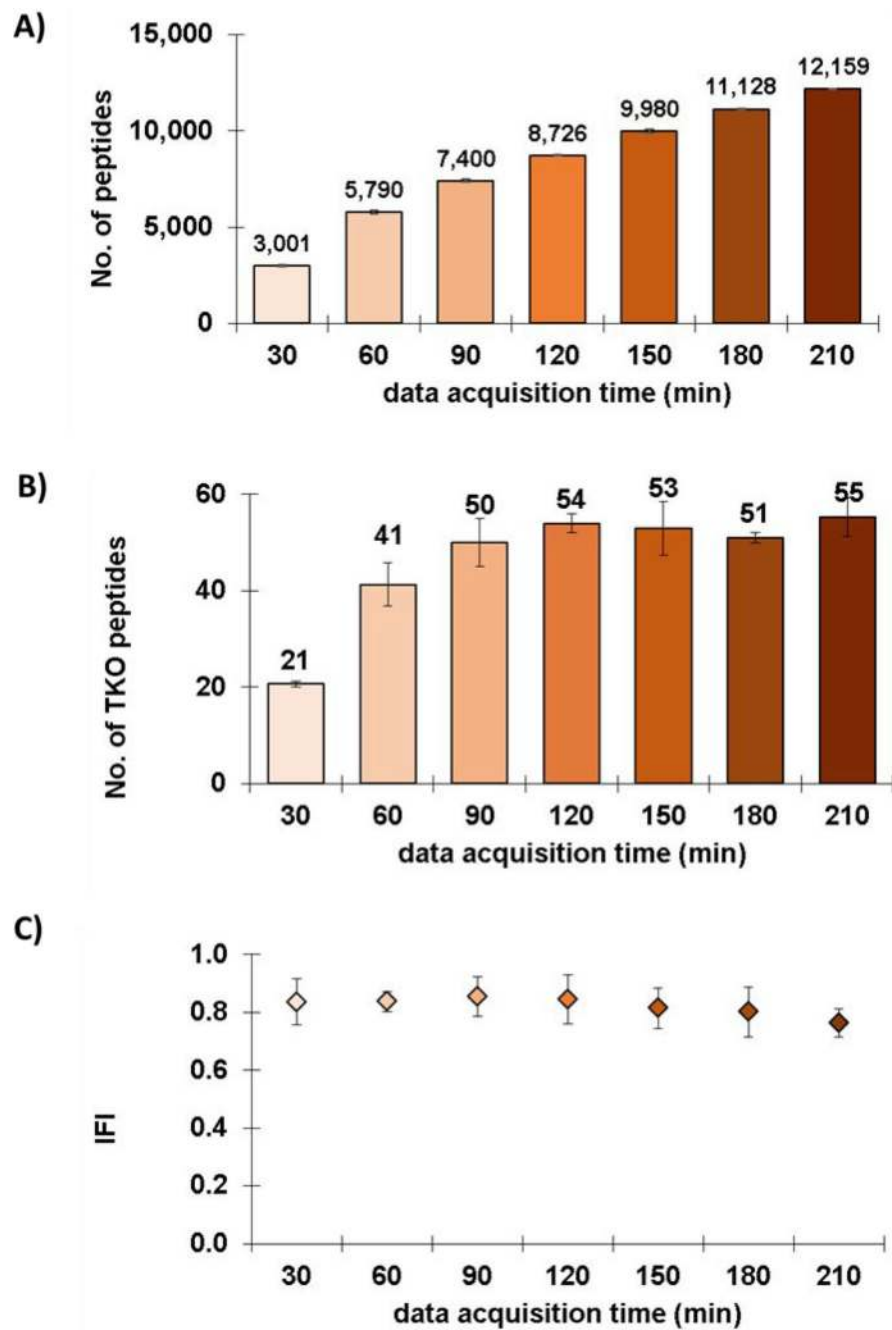 A)
15,000
12,159
11,128
9,980
10,000
8,726
7,400
5,790
5,000
3,001
0
No. of peptides
30 60 90 120 150 180 210
data acquisition time (min)
B)
60
55
54
53
51
50
41
40
21
20
0
No. of TKO peptides
30 60 90 120 150 180 210
data acquisition time (min)
C)
1.0
0.8
0.6
0.4
0.2
0.0
IFI
30 60 90 120 150 180 210
data acquisition time (min)